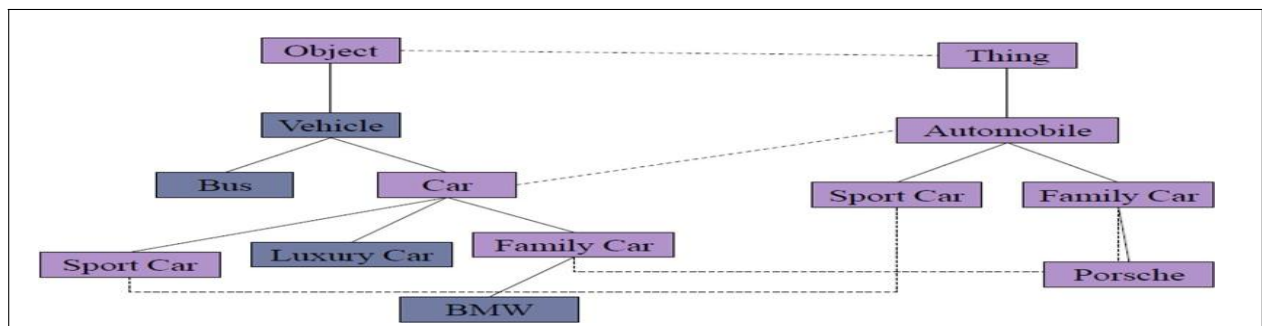 Object
Thing
Vehicle
Automobile
Bus
Car
Sport Car
Family Car
Sport Car
Luxury Car
Family Car
Porsche
BMW